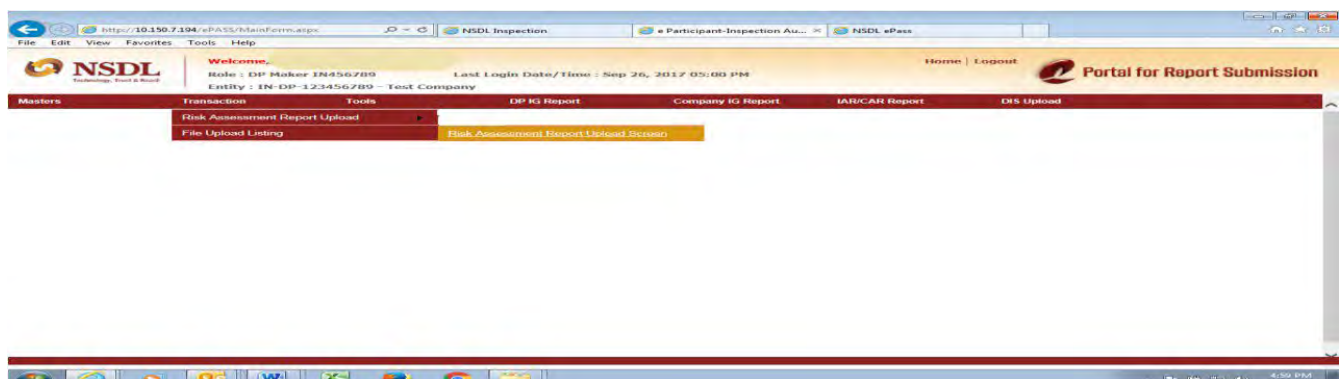 http://10.150.7.194/ePASS/MainForm.aspx
NSDL Inspection
e Participant-Inspection Au...
NSDL ePass
File Edit View Favorites Tools Help
NSDL
Technology, Trust & Reach
Welcome,
Role : DP Maker IN456789
Last Login Date/Time : Sep 26, 2017 05:00 PM
Entity : IN-DP-123456789 - Test Company
Home | Logout
Portal for Report Submission
Masters Transaction Tools DP IG Report Company IG Report IAR/CAR Report DIS Upload
Risk Assessment Report Upload
File Upload Listing
Risk Assessment Report Upload Screen
4:59 PM